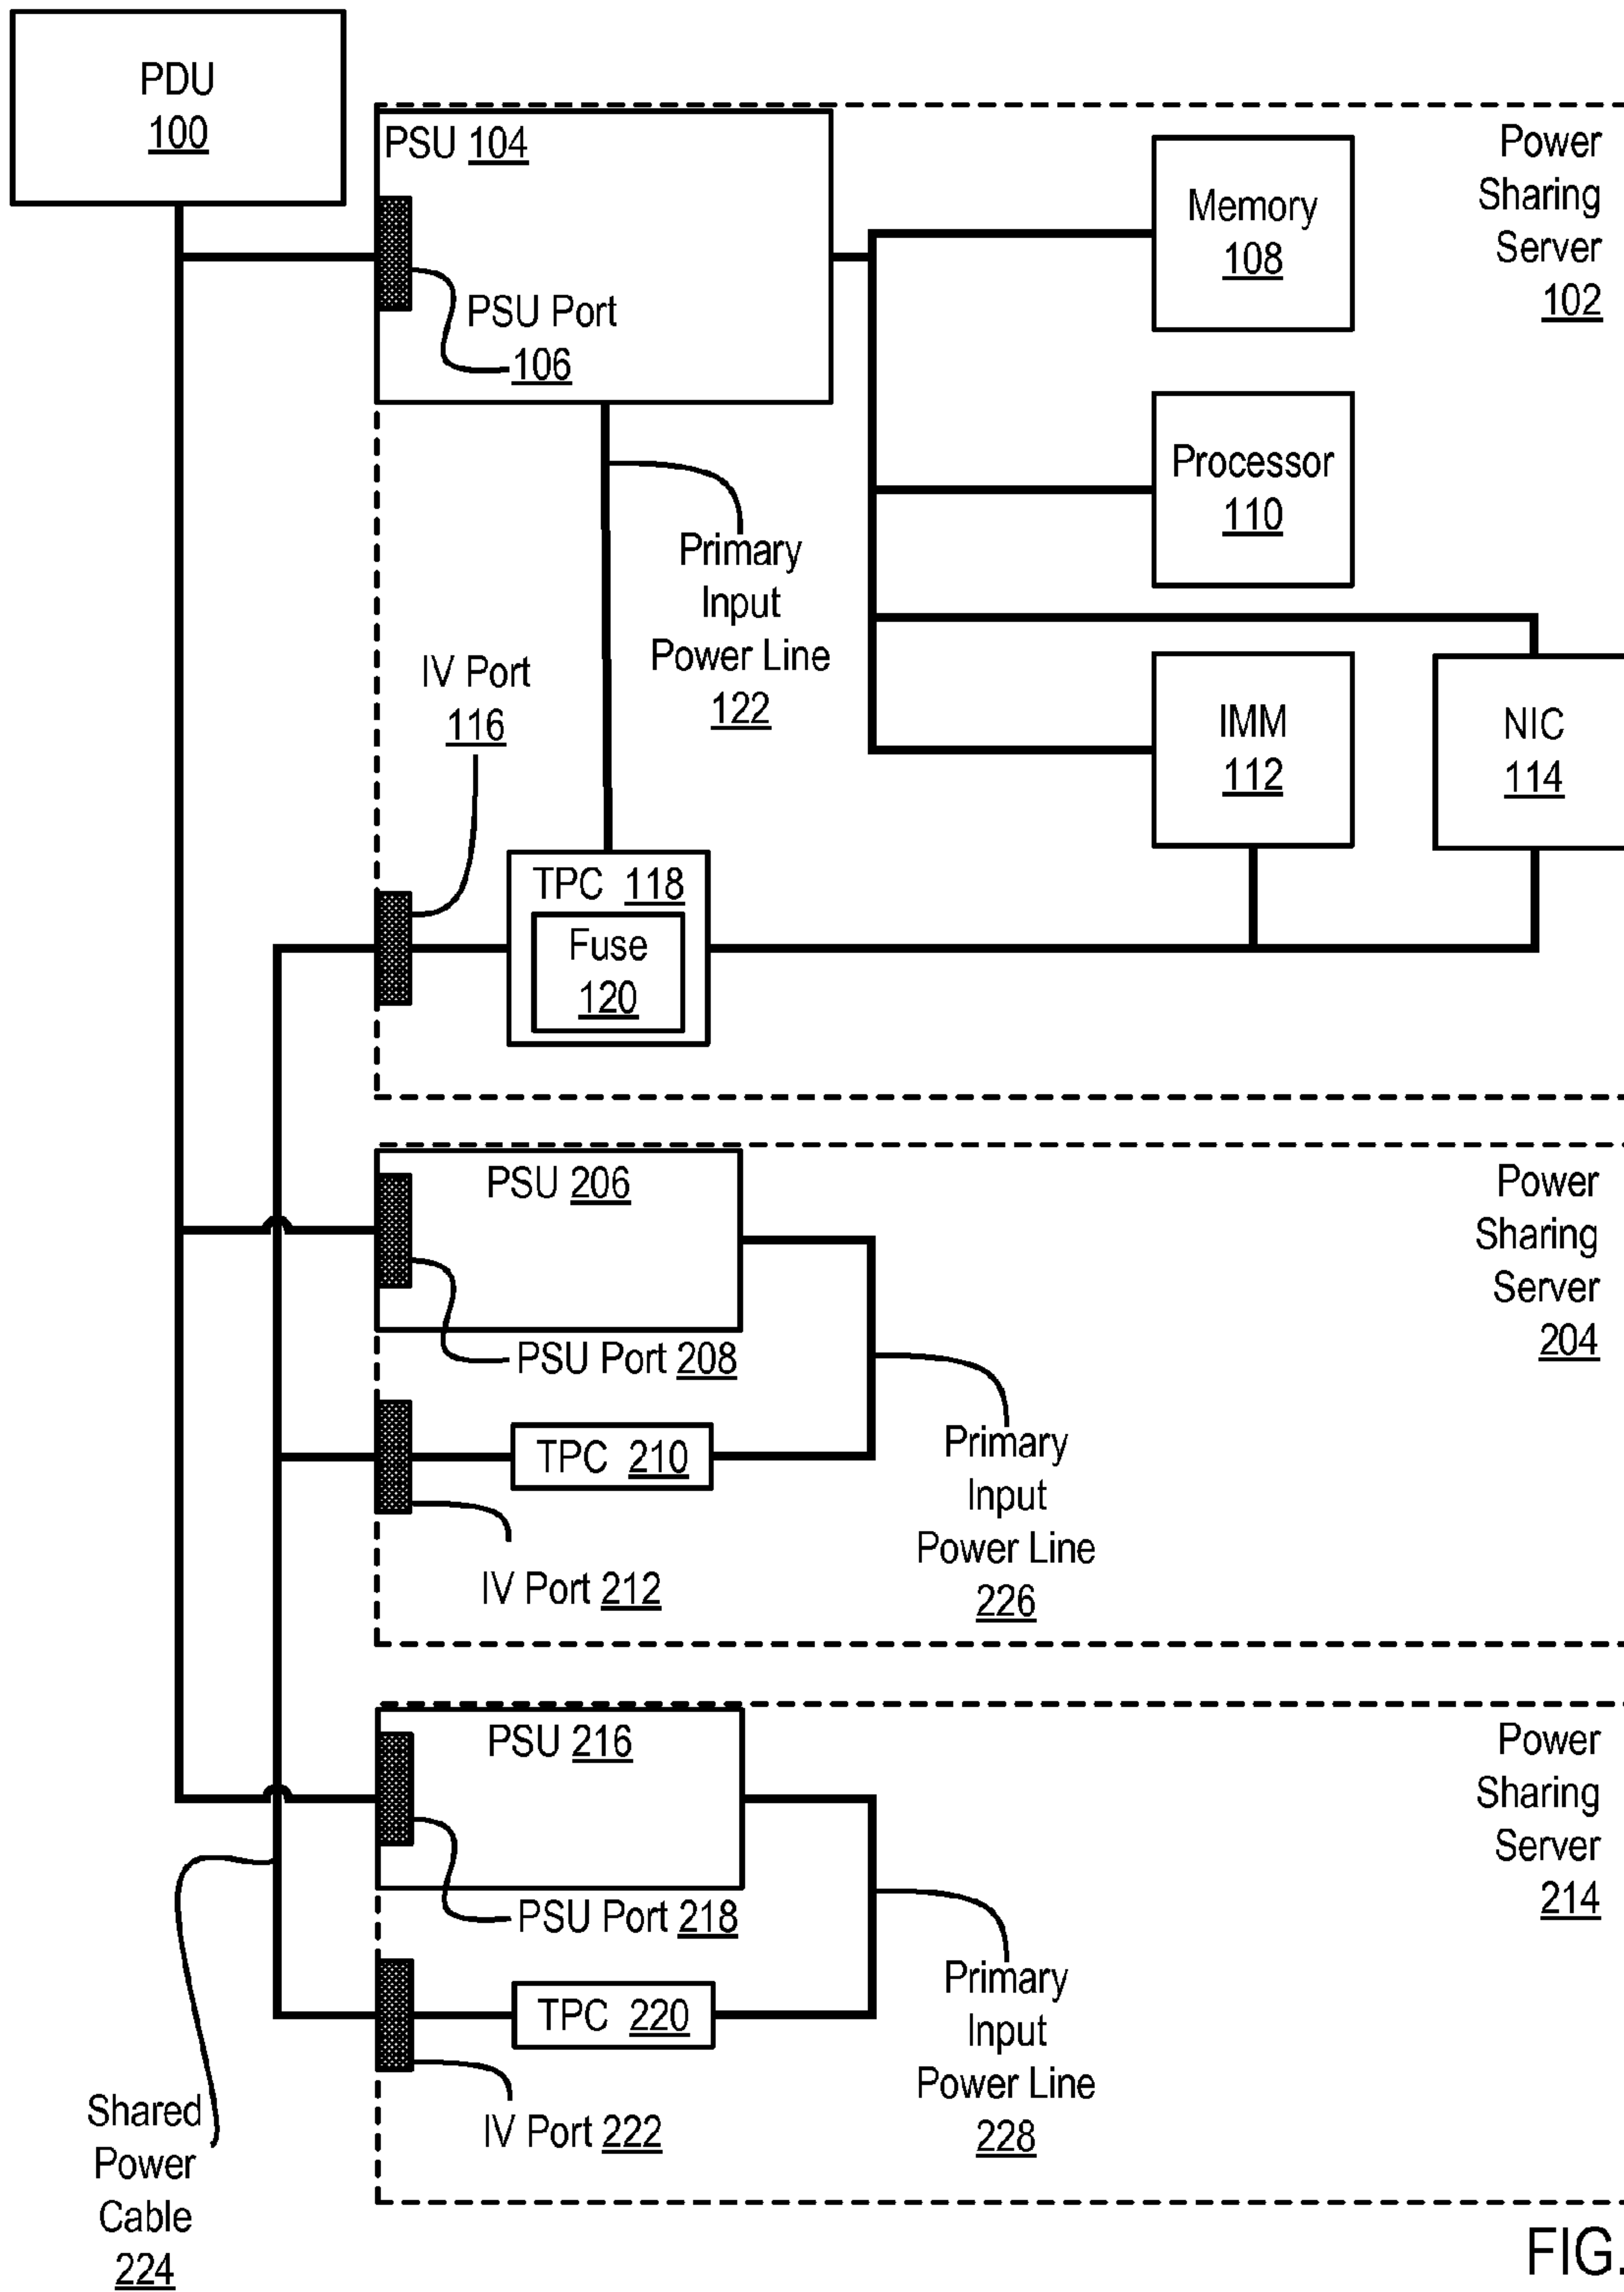 PDU
100
PSU 104
PSU Port
106
Memory
108
Power
Sharing
Server
102
Processor
110
Primary
Input
Power Line
122
IV Port
116
IMM
112
NIC
114
TPC 118
Fuse
120
PSU 206
PSU Port 208
Power
Sharing
Server
204
TPC 210
IV Port 212
Primary
Input
Power Line
226
PSU 216
PSU Port 218
Power
Sharing
Server
214
TPC 220
IV Port 222
Primary
Input
Power Line
228
Shared
Power
Cable
224
FIG.